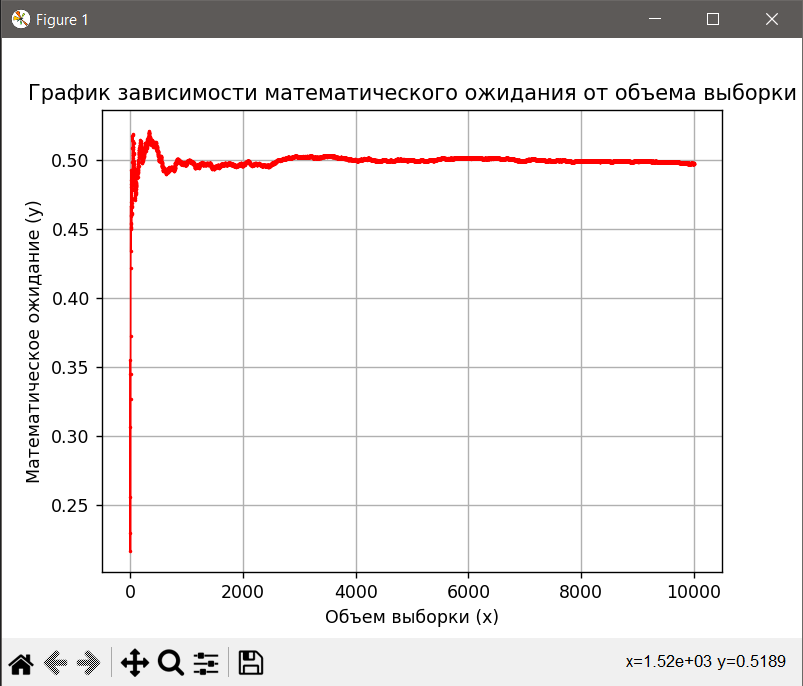 Figure 1
График зависимости математического ожидания от объема выборки
0.50
0.45
0.40
0.35
0.30
0.25
Математическое ожидание (y)
0 2000 4000 6000 8000 10000
Объем выборки (x)
x=1.52e+03 y=0.5189